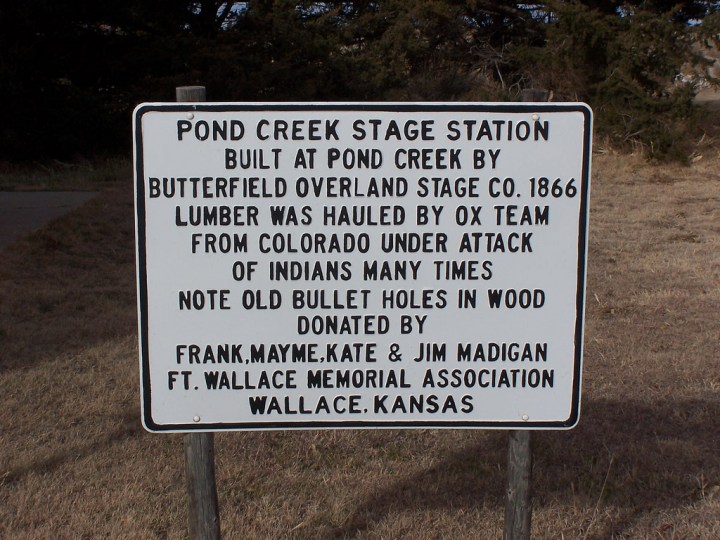 POND CREEK STAGE STATION
BUILT AT POND CREEK BY
BUTTERFIELD OVERLAND STAGE CO. 1866
LUMBER WAS HAULED BY OX TEAM
FROM COLORADO UNDER ATTACK
OF INDIANS MANY TIMES
NOTE OLD BULLET HOLES IN WOOD
DONATED BY
FRANK, MAYME, KATE & JIM MADIGAN
FT. WALLACE MEMORIAL ASSOCIATION
WALLACE, KANSAS